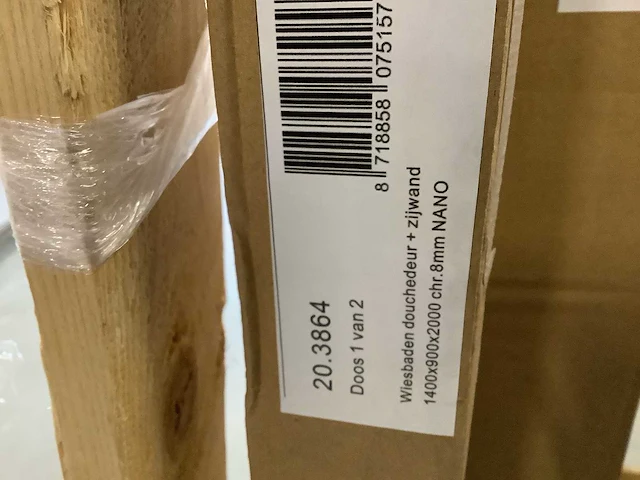 8 718858 075157
20.3864
Doos 1 van 2
Wiesbaden douchedeur + zijwand
1400x900x2000 chr.8mm NANO